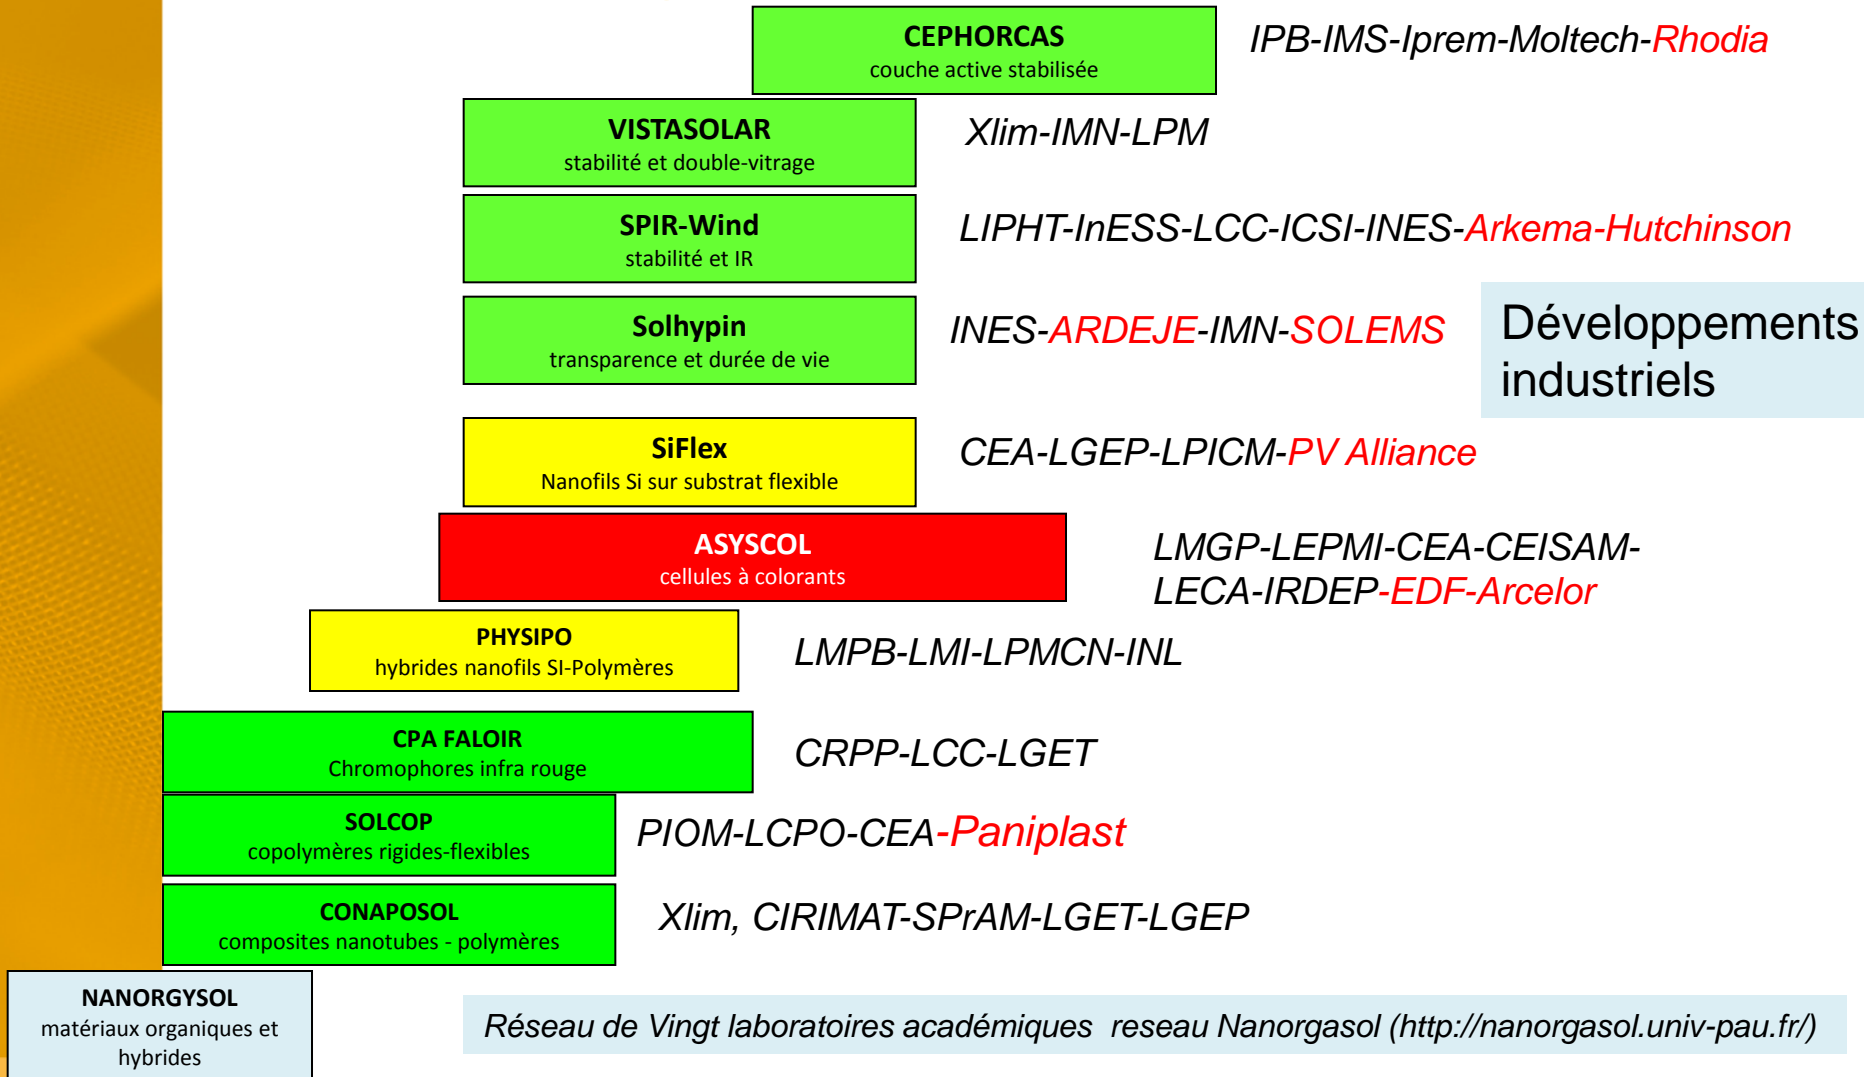 CEPHORCAS
couche active stabilisée
IPB-IMS-Iprem-Moltech-Rhodia
VISTASOLAR
stabilité et double-vitrage
Xlim-IMN-LPM
SPIR-Wind
stabilité et IR
LIPHT-InESS-LCC-ICSI-INES-Arkema-Hutchinson
Solhypin
transparence et durée de vie
INES-ARDEJE-IMN-SOLEMS
Développements
industriels
SiFlex
Nanofils Si sur substrat flexible
CEA-LGEP-LPICM-PV Alliance
ASYSCOL
cellules à colorants
LMGP-LEPMI-CEA-CEISAM-
LECA-IRDEP-EDF-Arcelor
PHYSIPO
hybrides nanofils SI-Polymères
LMPB-LMI-LPMCN-INL
CPA FALOIR
Chromophores infra rouge
CRPP-LCC-LGET
SOLCOP
copolymères rigides-flexibles
PIOM-LCPO-CEA-Paniplast
CONAPOSOL
composites nanotubes - polymères
Xlim, CIRIMAT-SPrAM-LGET-LGEP
NANORGYSOL
matériaux organiques et
hybrides
Réseau de Vingt laboratoires académiques  reseau Nanorgasol (http://nanorgasol.univ-pau.fr/)